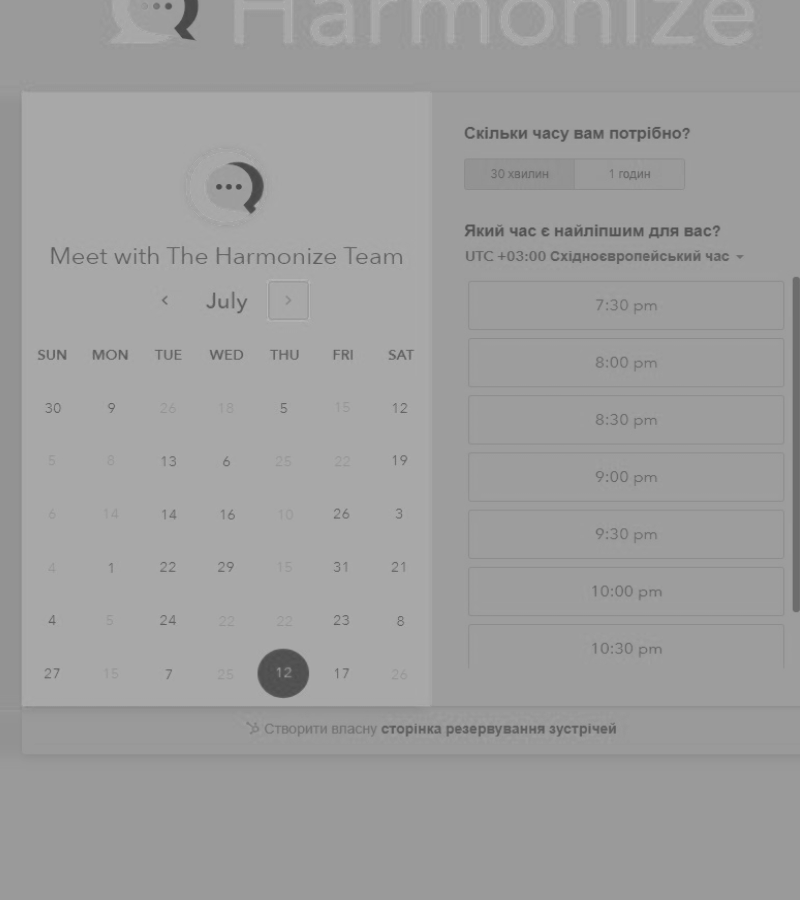 Harmonize
Meet with The Harmonize Team
July
SUN MON TUE WED THU FRI SAT
30 9 26 18 5 15 12
5 8 13 6 25 22 19
6 14 14 16 10 26 3
4 1 22 29 15 31 21
4 5 24 22 22 23 8
27 15 7 25 12 17 26
Скільки часу вам потрібно?
30 хвилин 1 годин
Який час є найліпшим для вас?
UTC +03:00 Східноєвропейський час
7:30 pm
8:00 pm
8:30 pm
9:00 pm
9:30 pm
10:00 pm
10:30 pm
Створити власну сторінка резервування зустрічей